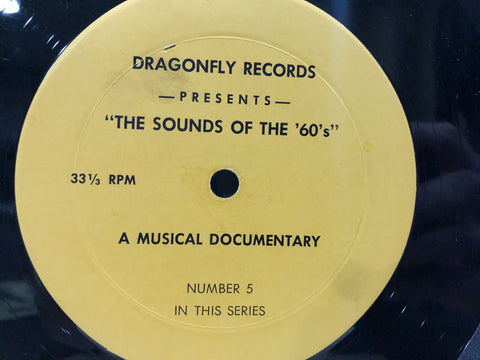 DRAGONFLY RECORDS
—PRESENTS—
"THE SOUNDS OF THE '60's"
33⅓ RPM
A MUSICAL DOCUMENTARY
NUMBER 5
IN THIS SERIES